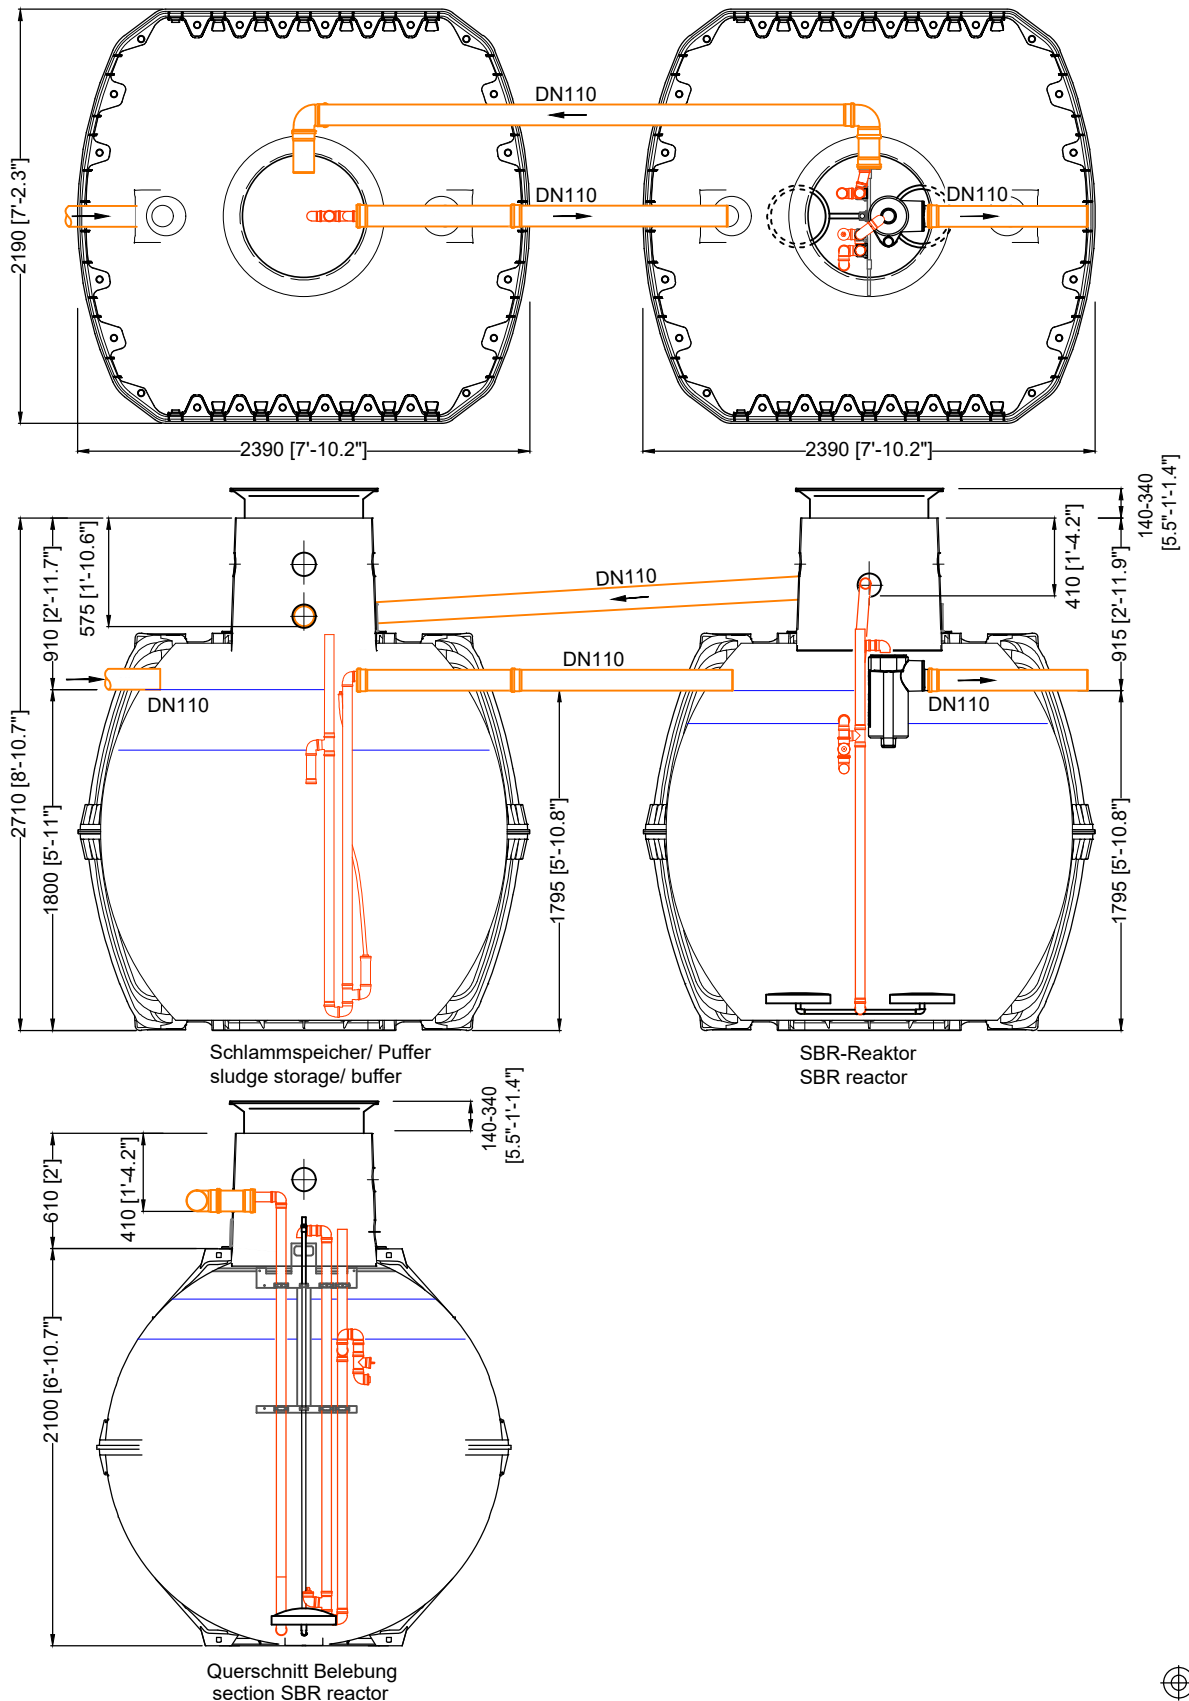 DN110
DN110
DN110
2190 [7'-2.3"]
2390 [7'-10.2"]
2390 [7'-10.2"]
140-340
[5.5"-1'-1.4"]
910 [2'-11.7"]
575 [1'-10.6"]
DN110
410 [1'-4.2"]
915 [2'-11.9"]
DN110
DN110
DN110
2710 [8'-10.7"]
1800 [5'-11"]
1795 [5'-10.8"]
1795 [5'-10.8"]
Schlammspeicher/ Puffer
sludge storage/ buffer
SBR-Reaktor
SBR reactor
140-340
[5.5"-1'-1.4"]
610 [2']
410 [1'-4.2"]
2100 [6'-10.7"]
Querschnitt Belebung
section SBR reactor